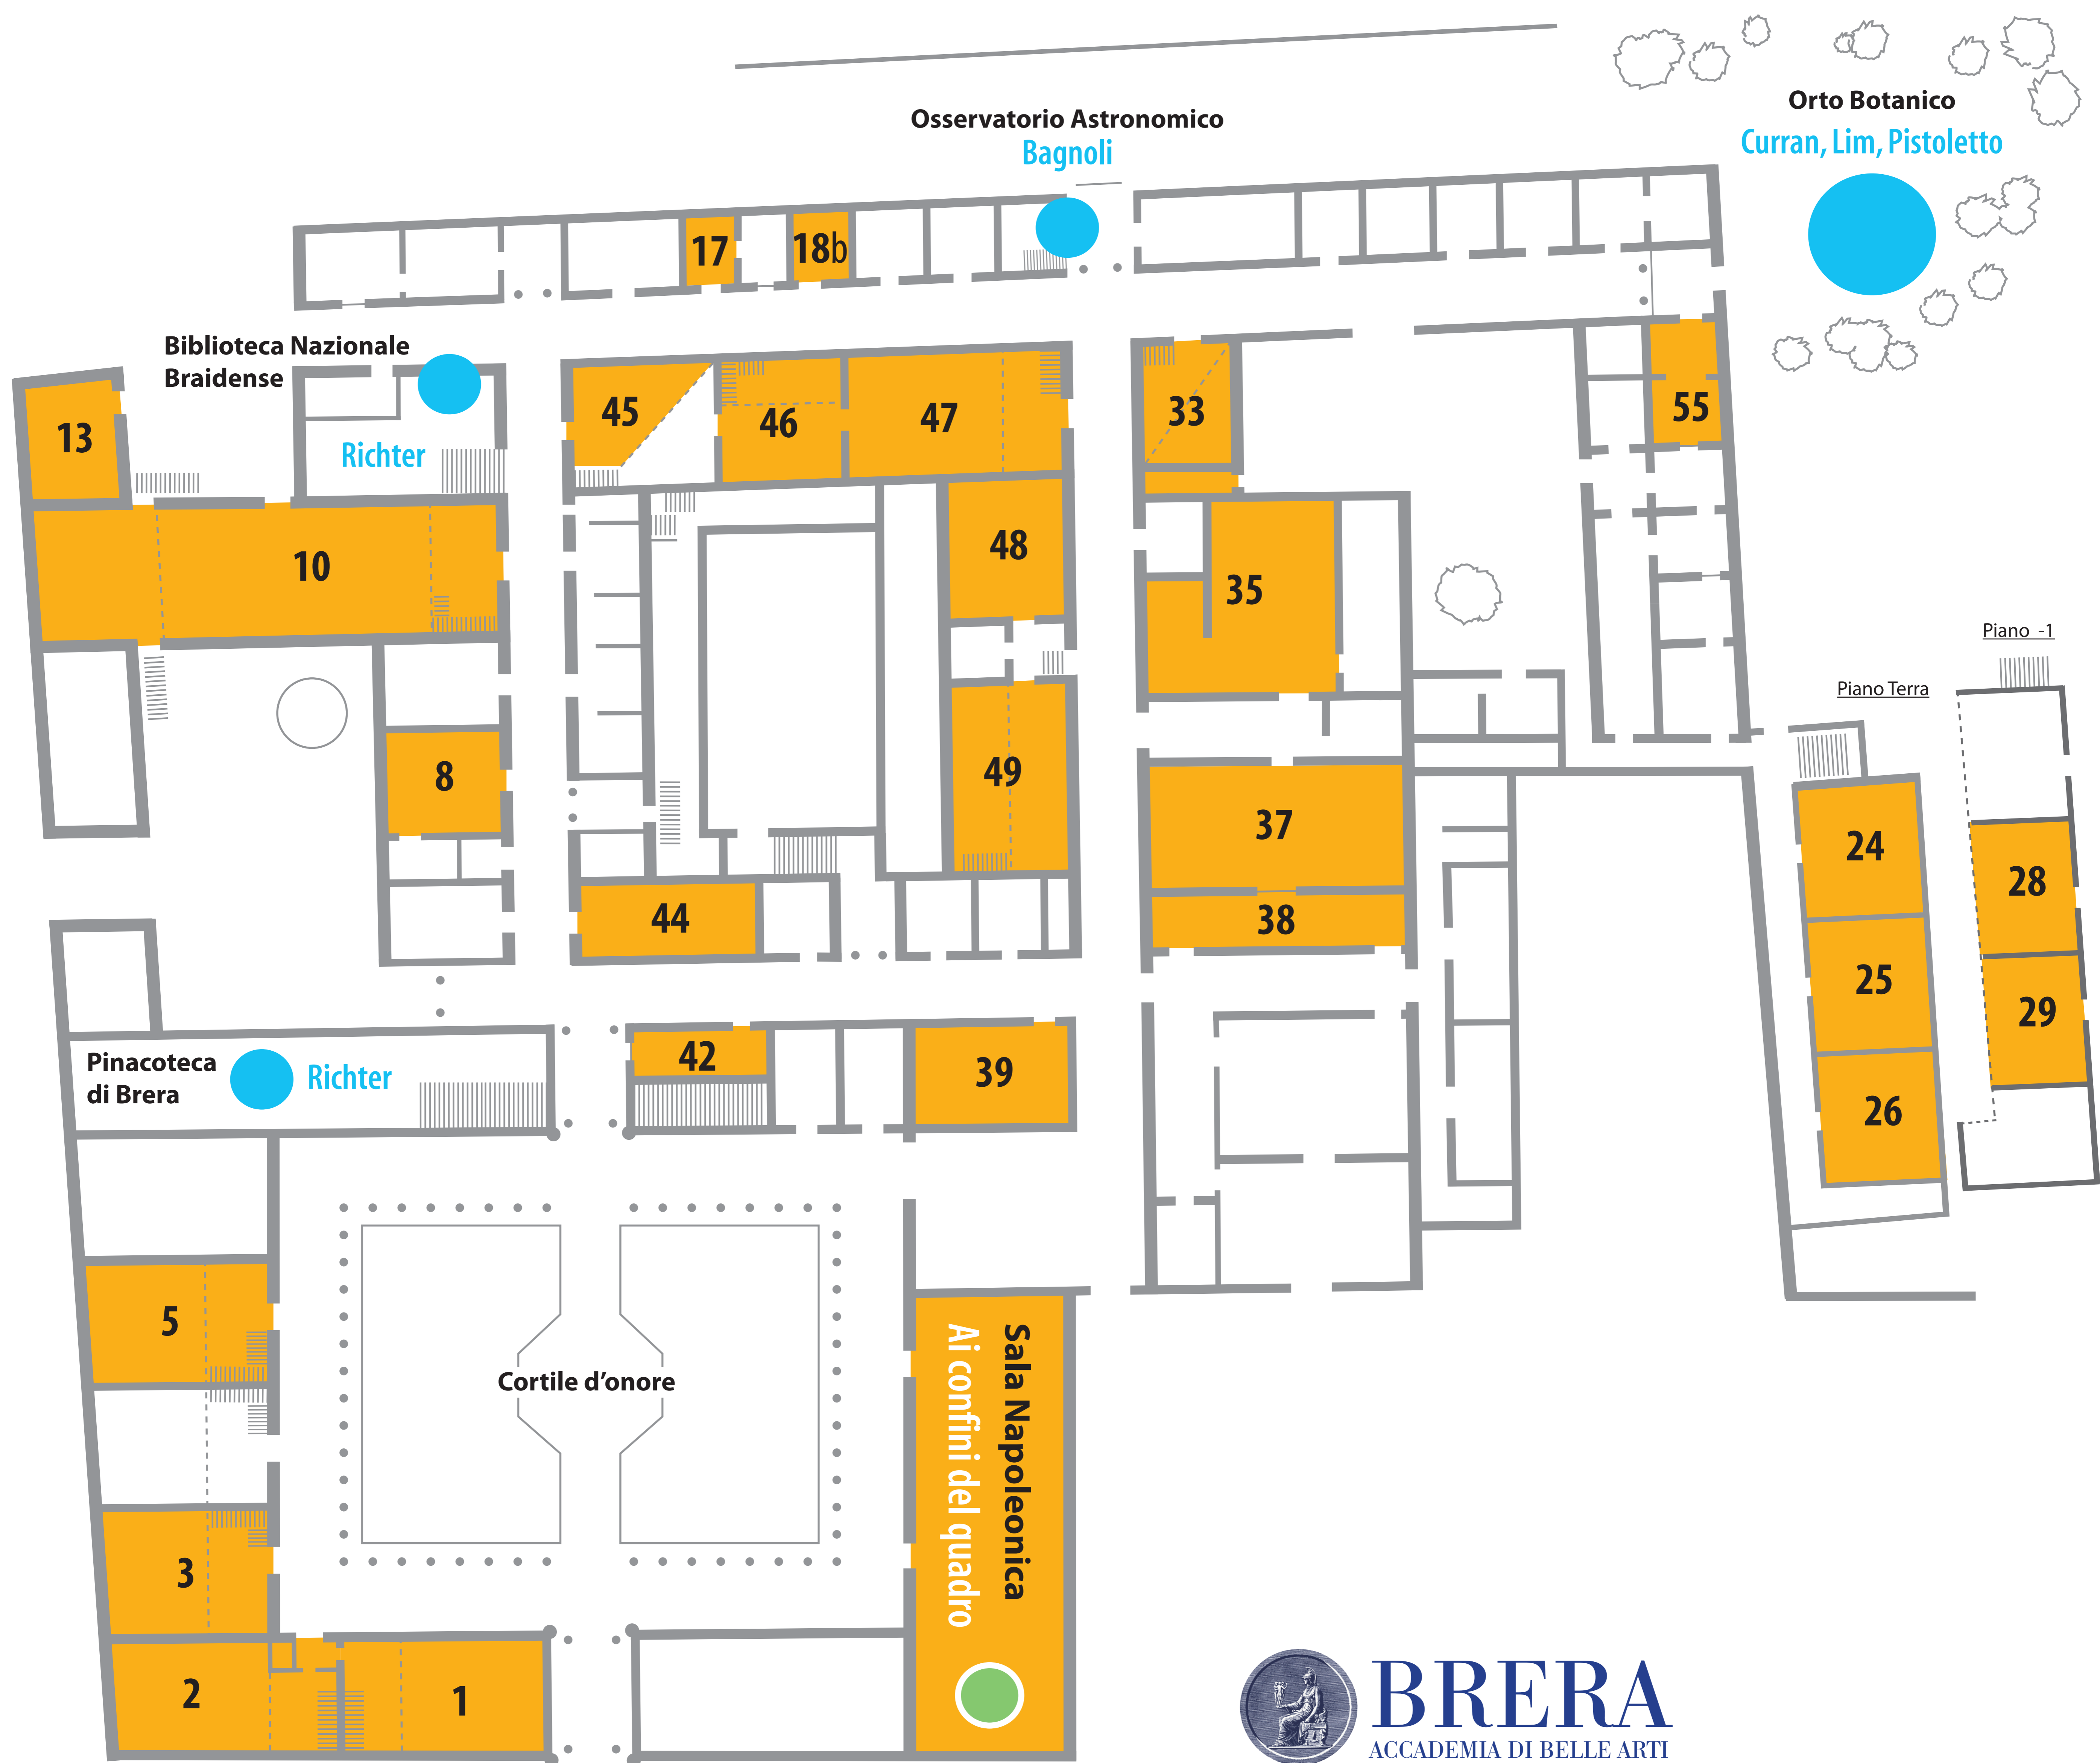 Osservatorio Astronomico
Bagnoli
Orto Botanico
Curran, Lim, Pistoletto
17
18b
Biblioteca Nazionale
Braidense
Richter
13
45
46
47
33
55
10
48
35
Piano -1
Piano Terra
8
49
37
24
28
44
38
25
29
42
39
26
Pinacoteca
di Brera
Richter
5
Cortile d'onore
Sala Napoleonica
Ai confini del quadro
3
2
1
BRERA
ACCADEMIA DI BELLE ARTI